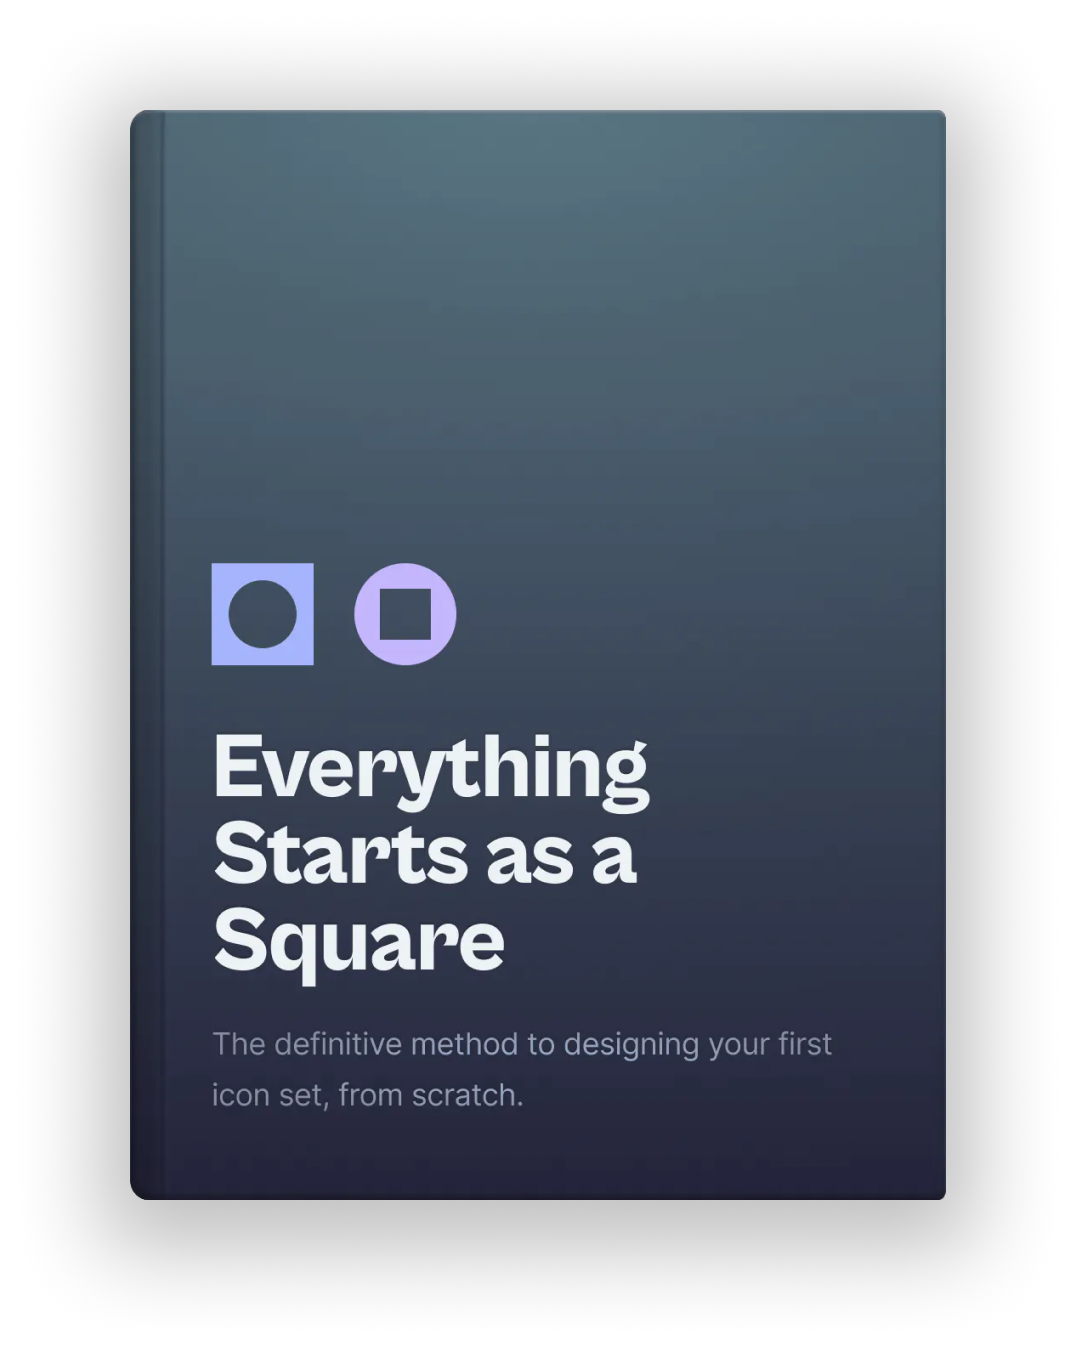 Everything
Starts as a
Square
The definitive method to designing your first
icon set, from scratch.